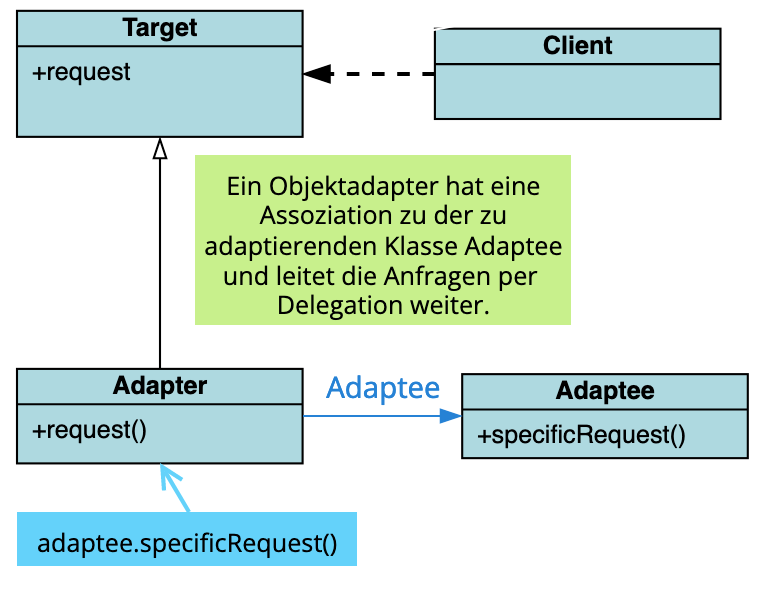 Target
+request
Client
Ein Objektadapter hat eine
Assoziation zu der zu
adaptierenden Klasse Adaptee
und leitet die Anfragen per
Delegation weiter.
Adapter
+request()
Adaptee
Adaptee
+specificRequest()
adaptee.specificRequest()